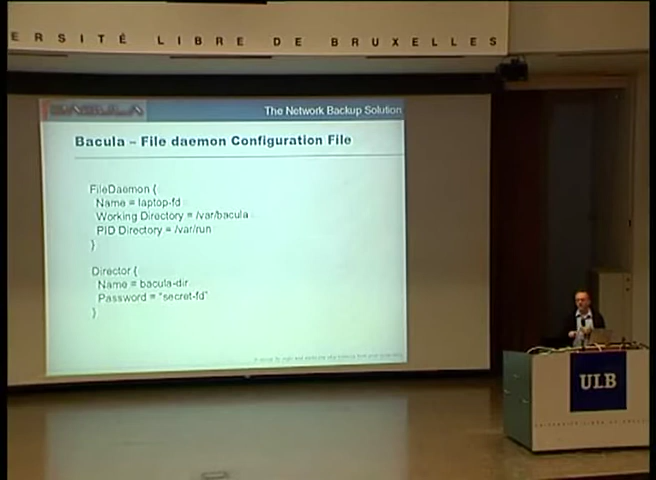 ERSITÉ LIBRE DE BRUXELLES
BACULA
The Network Backup Solution
Bacula – File daemon Configuration File
FileDaemon {
Name = laptop-fd
Working Directory = /var/bacula
PID Directory = /var/run
}
Director {
Name = bacula-dir
Password = "secret-fd"
}
ULB